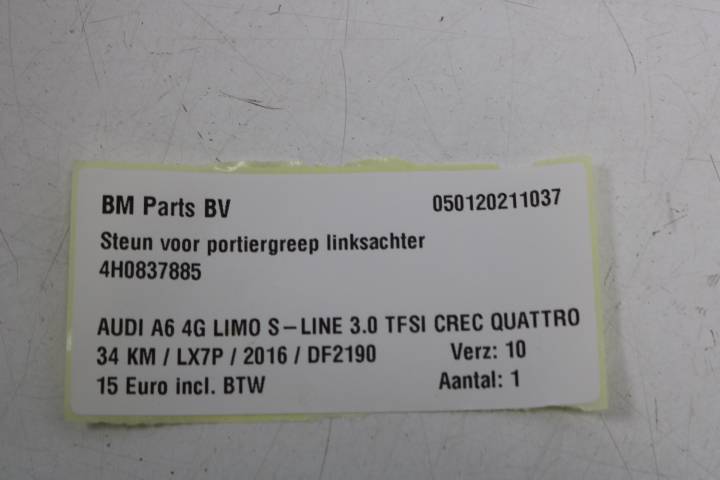 BM Parts BV 050120211037
Steun voor portiergreep linksachter
4H0837885
AUDI A6 4G LIMO S-LINE 3.0 TFSI CREC QUATTRO
34 KM / LX7P / 2016 / DF2190 Verz: 10
15 Euro incl. BTW Aantal: 1